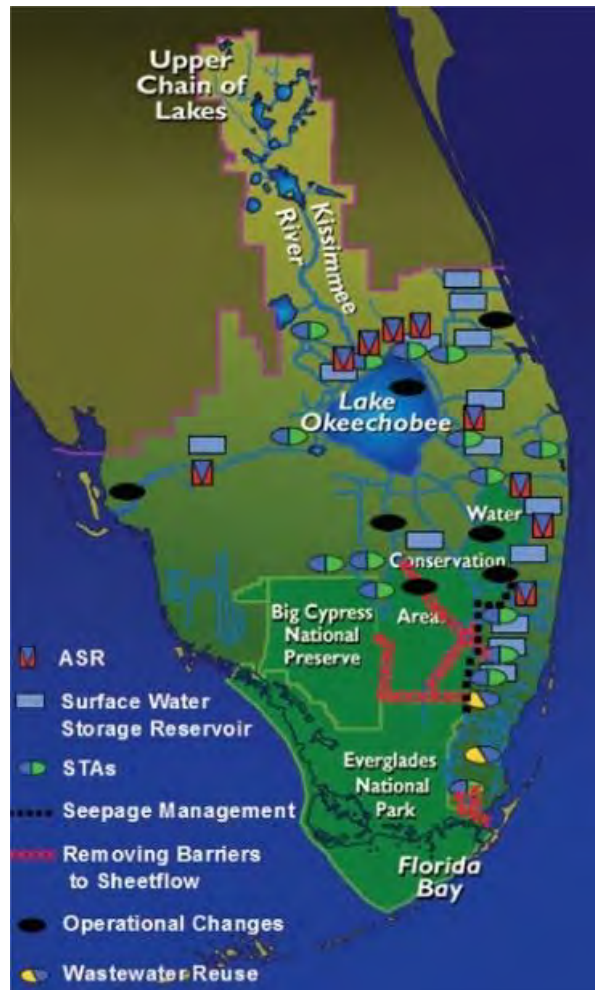 Upper
Chain of
Lakes
Kissimmee
River
Lake
Okeechobee
Water
Conservation
Area
Big Cypress
National
Preserve
Everglades
National
Park
Florida
Bay
ASR
Surface Water
Storage Reservoir
STAs
Seepage Management
Removing Barriers
to Sheetflow
Operational Changes
Wastewater Reuse